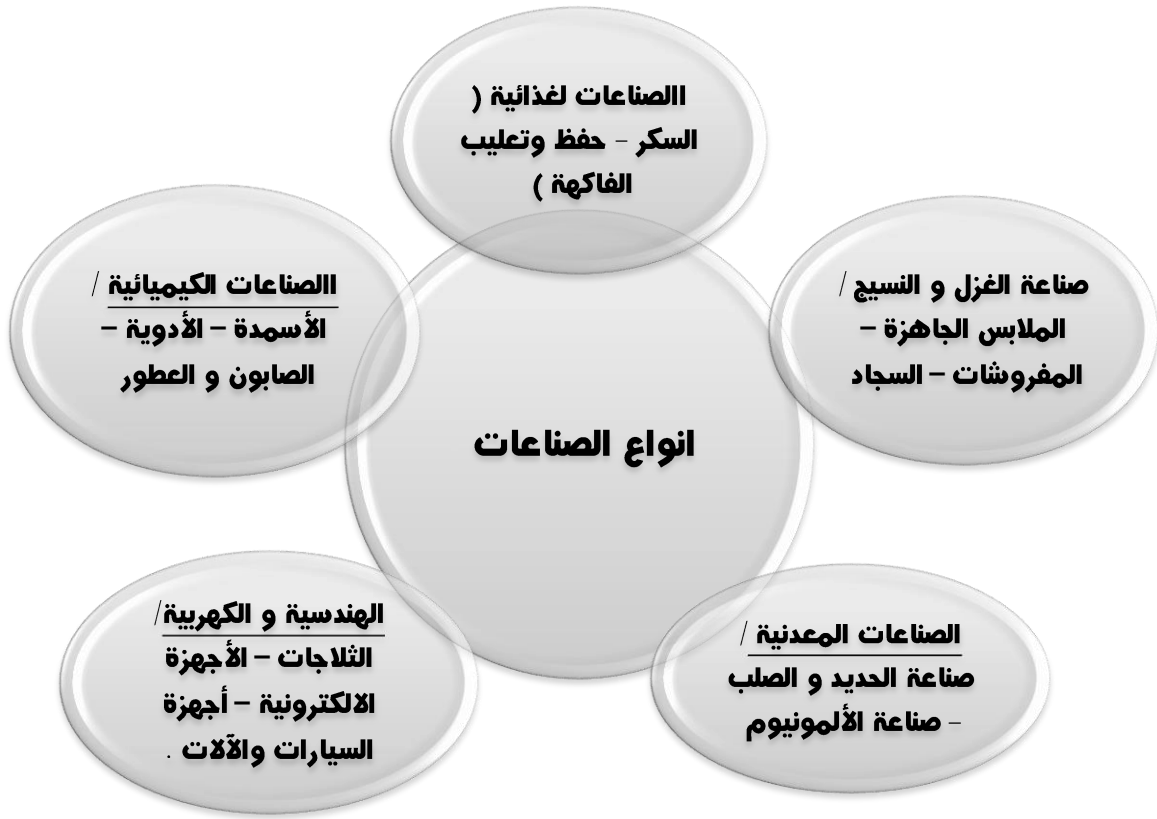 االصناعات لغذائية (
السكر – حفظ وتعليب
الفاكهة )
صناعة الغزل و النسيج /
الملابس الجاهزة –
المفروشات – السجاد
االصناعات الكيميائية /
الأسمدة – الأدوية –
الصابون و العطور
انواع الصناعات
الصناعات المعدنية /
صناعة الحديد و الصلب
– صناعة الألمونيوم
الهندسية و الكهربية/
الثلاجات – الأجهزة
الالكترونية – أجهزة
السيارات والآلات .